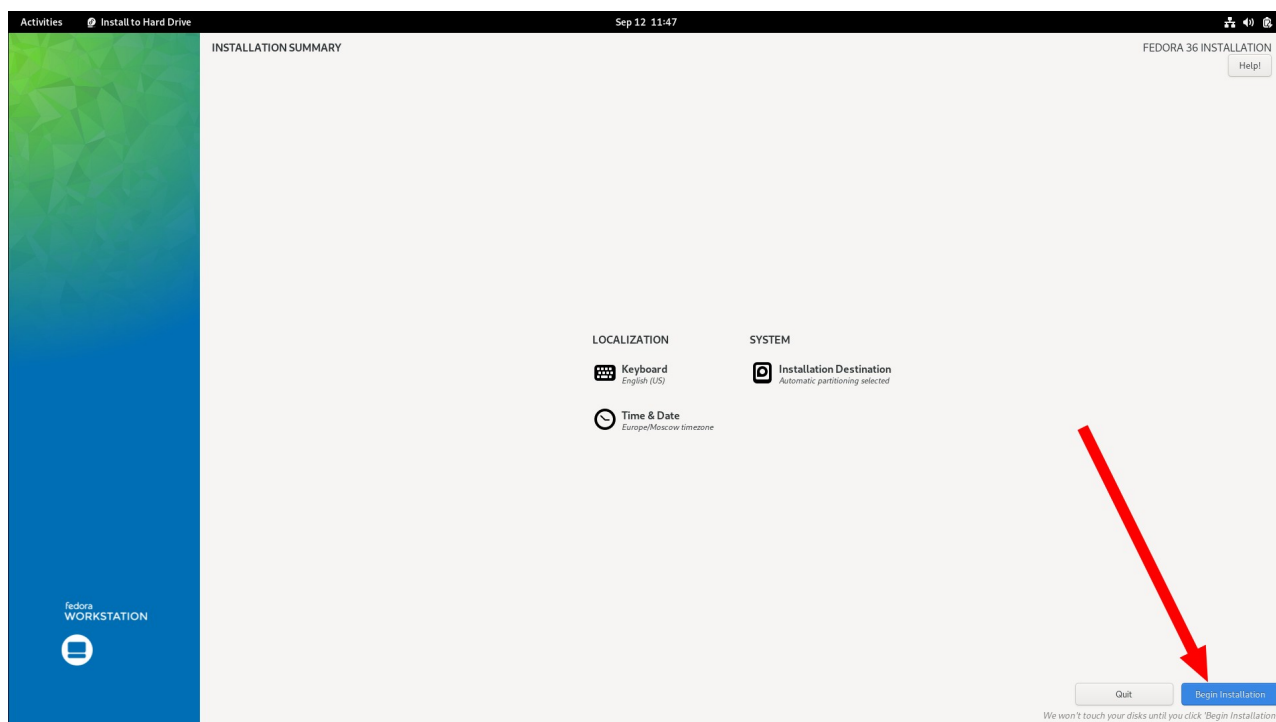 Activities Install to Hard Drive Sep 12 11:47
INSTALLATION SUMMARY FEDORA 36 INSTALLATION
Help!
LOCALIZATION SYSTEM
Keyboard Installation Destination
English (US) Automatic partitioning selected
Time & Date
Europe/Moscow timezone
fedora
WORKSTATION
Quit Begin Installation
We won't touch your disks until you click 'Begin Installation